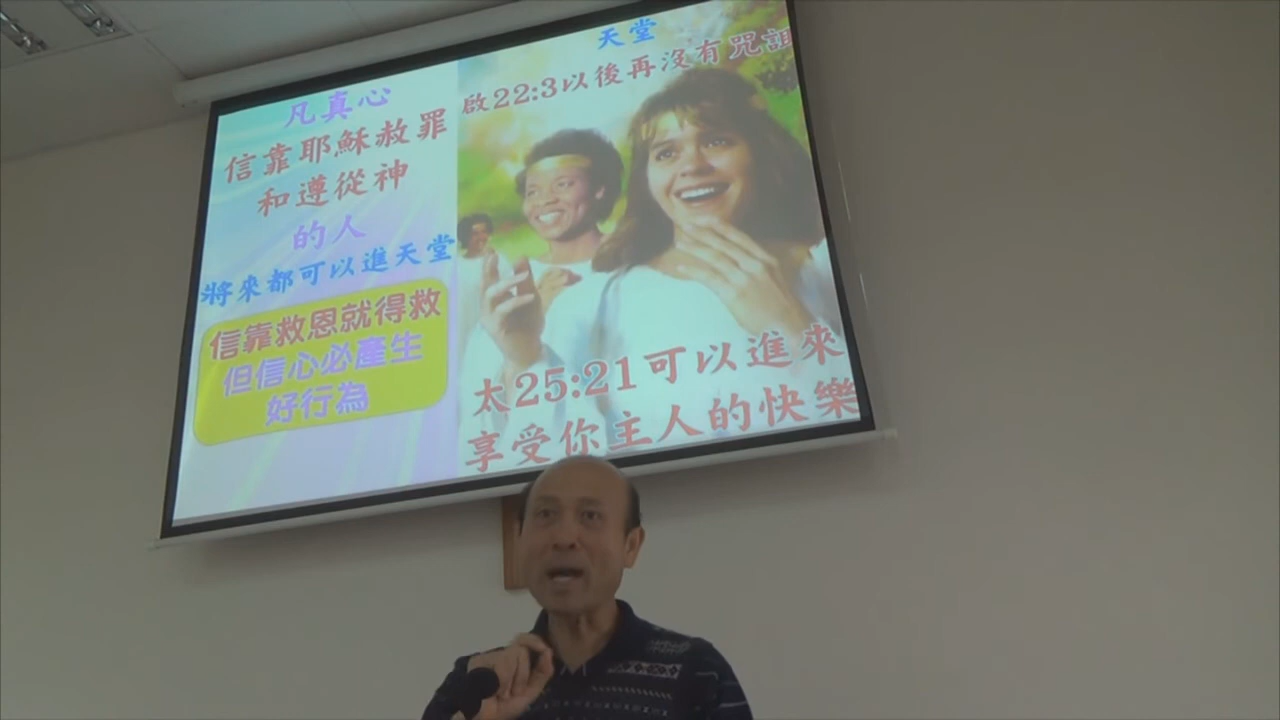 凡真心
信靠耶穌赦罪
和遵從神
的人
將來都可以進天堂
信靠救恩就得救
但信心必產生
好行為
天堂
啟22:3以後再沒有咒詛
太25:21可以進來
享受你主人的快樂